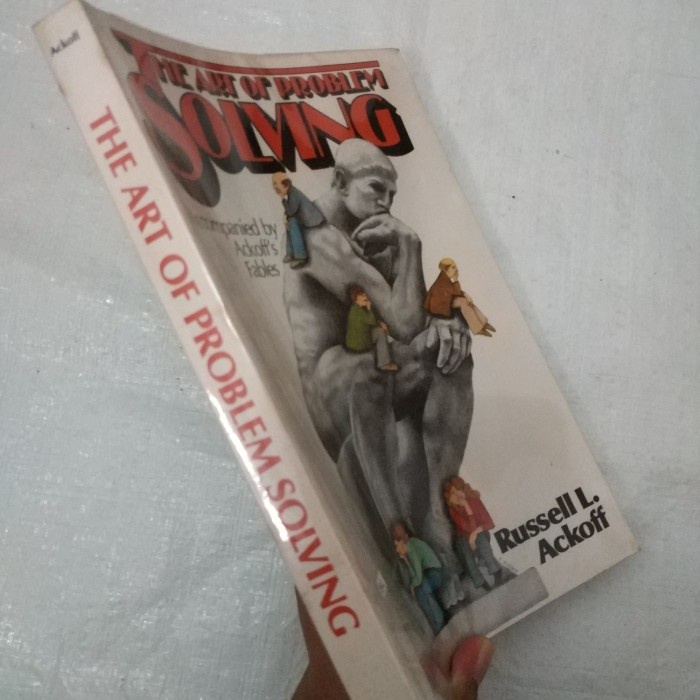 Ackoff
THE ART OF PROBLEM SOLVING
THE ART OF PROBLEM
SOLVING
Accompanied by
Ackoff's
Fables
Russell L.
Ackoff